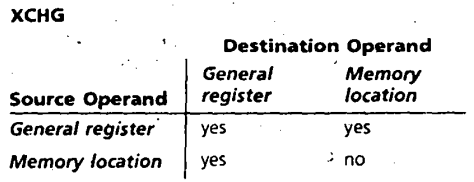 XCHG
Destination Operand
General Memory
Source Operand register location
General register yes yes
Memory location yes no